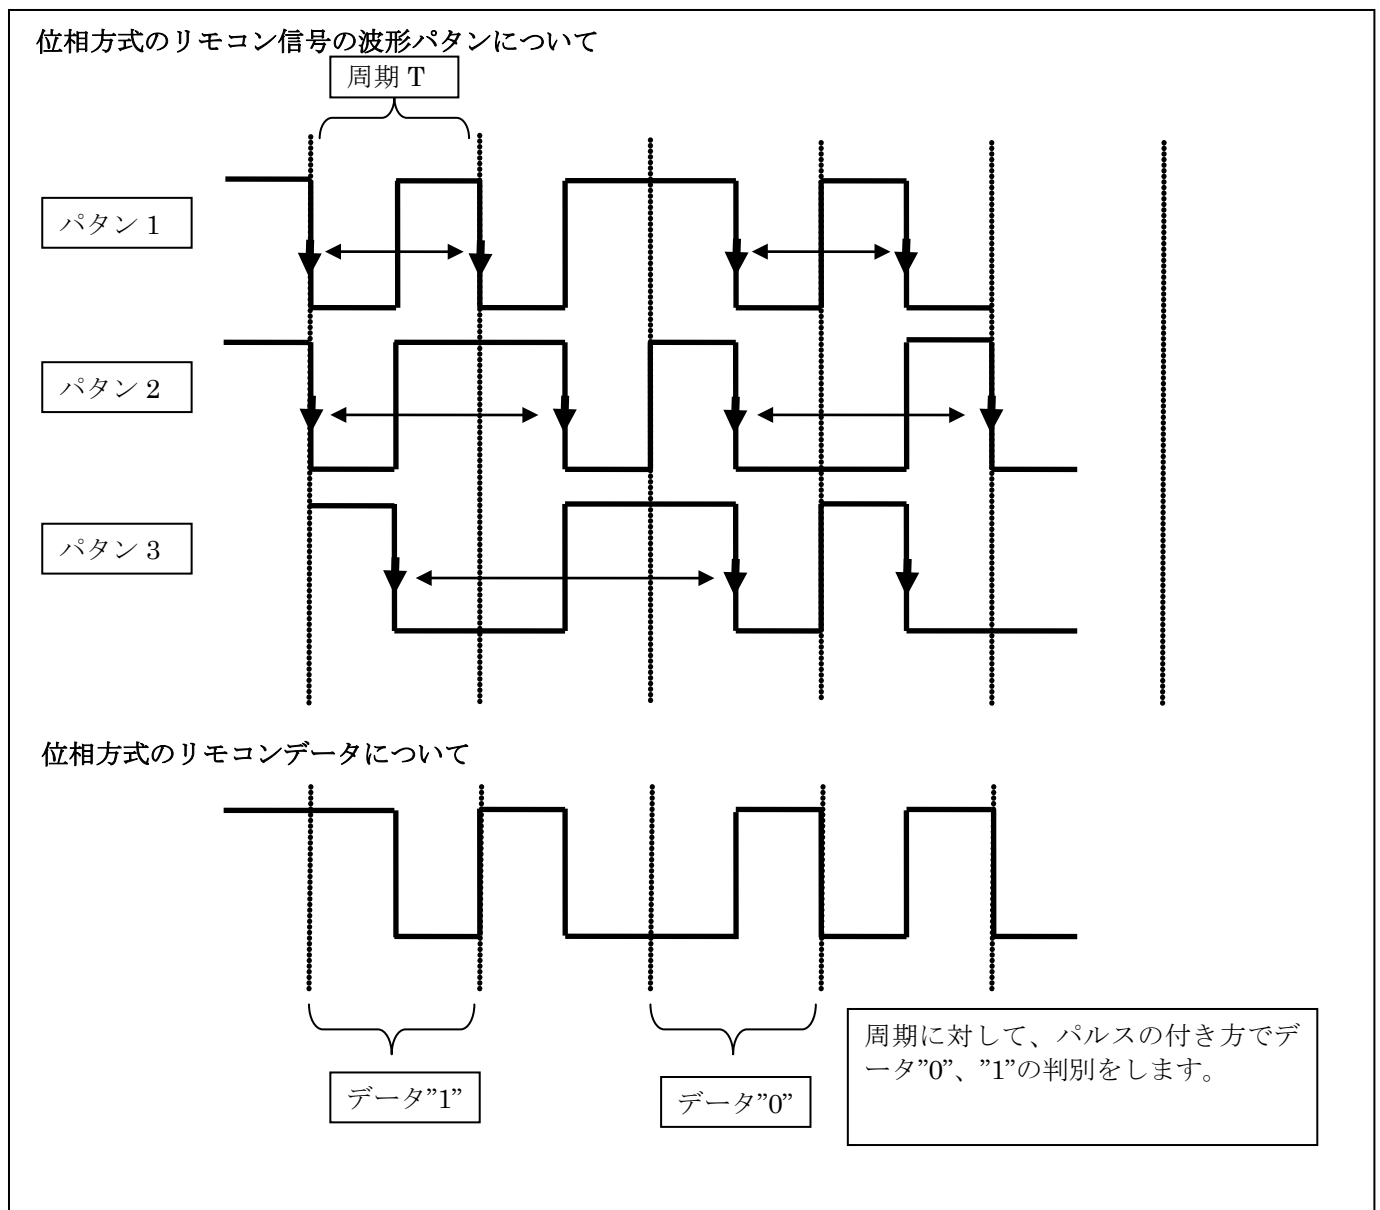 位相方式のリモコン信号の波形パタンについて
周期 T
パタン 1
パタン 2
パタン 3
位相方式のリモコンデータについて
周期に対して、パルスの付き方でデ
ータ”0”、”1”の判別をします。
データ”1”
データ”0”